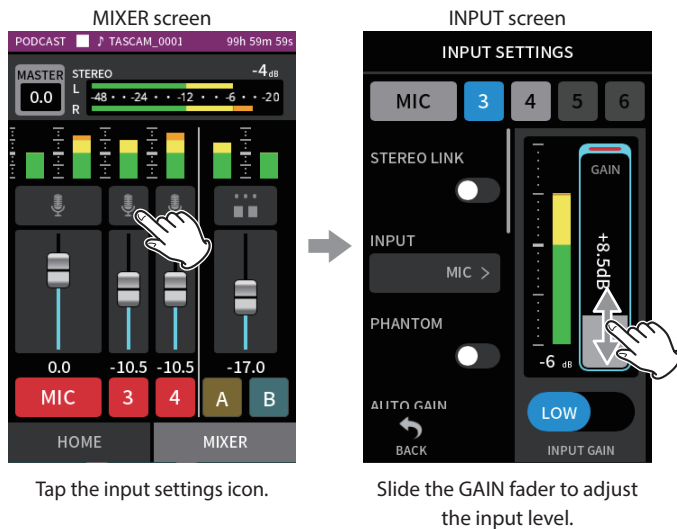 MIXER screen
PODCAST ♪ TASCAM_0001 99h 59m 59s
MASTER STEREO -4 dB
0.0 L -48 • • -24 • • • -12 • • • -6 • • -20
R
0.0 -10.5 -10.5 -17.0
MIC 3 4 A B
HOME MIXER
Tap the input settings icon.
INPUT screen
INPUT SETTINGS
MIC 3 4 5 6
STEREO LINK
GAIN
INPUT
+8.5dB
MIC >
PHANTOM
-6 dB
AUTO GAIN
LOW
BACK
INPUT GAIN
Slide the GAIN fader to adjust
the input level.